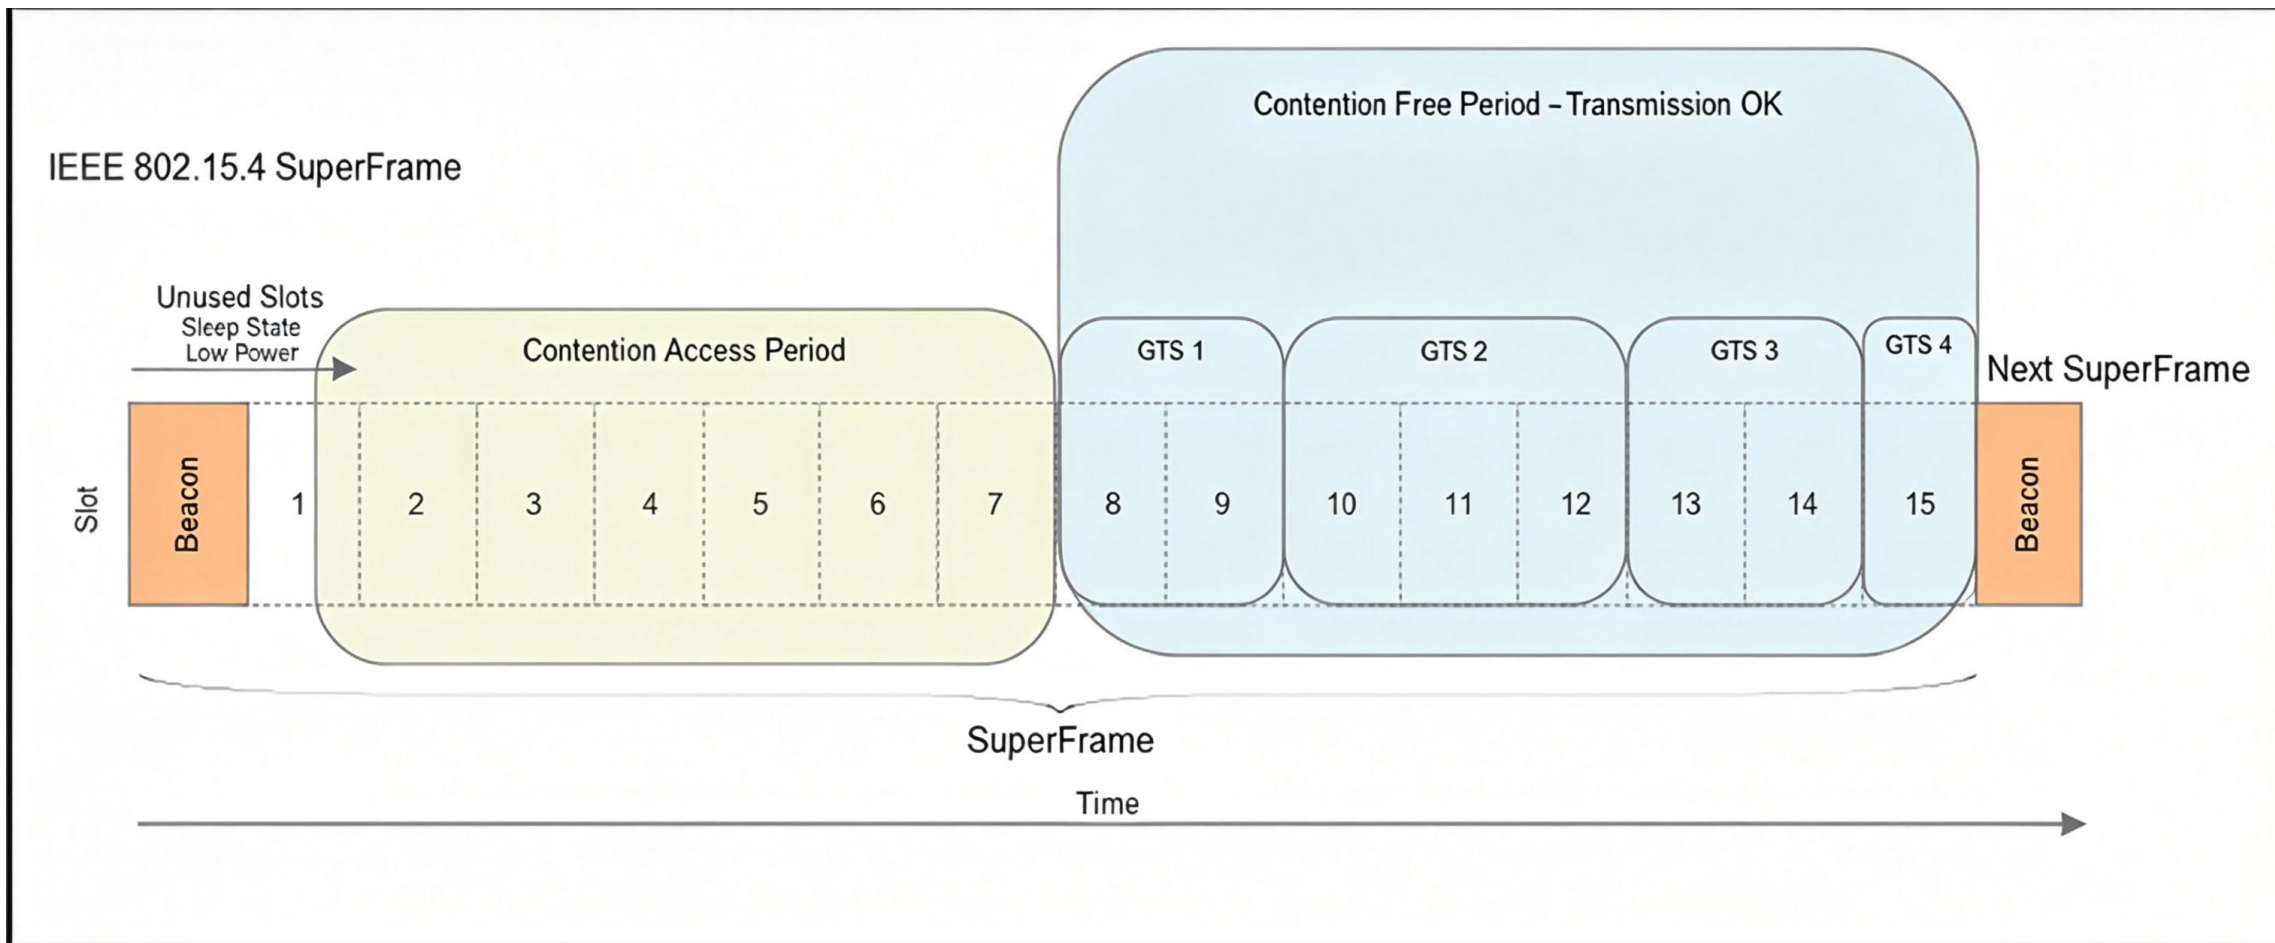 Contention Free Period – Transmission OK
IEEE 802.15.4 SuperFrame
Unused Slots
Sleep State
Low Power
Contention Access Period
GTS 1
GTS 2
GTS 3
GTS 4
Next SuperFrame
Slot
Beacon
1 2 3 4 5 6 7 8 9 10 11 12 13 14 15
Beacon
SuperFrame
Time